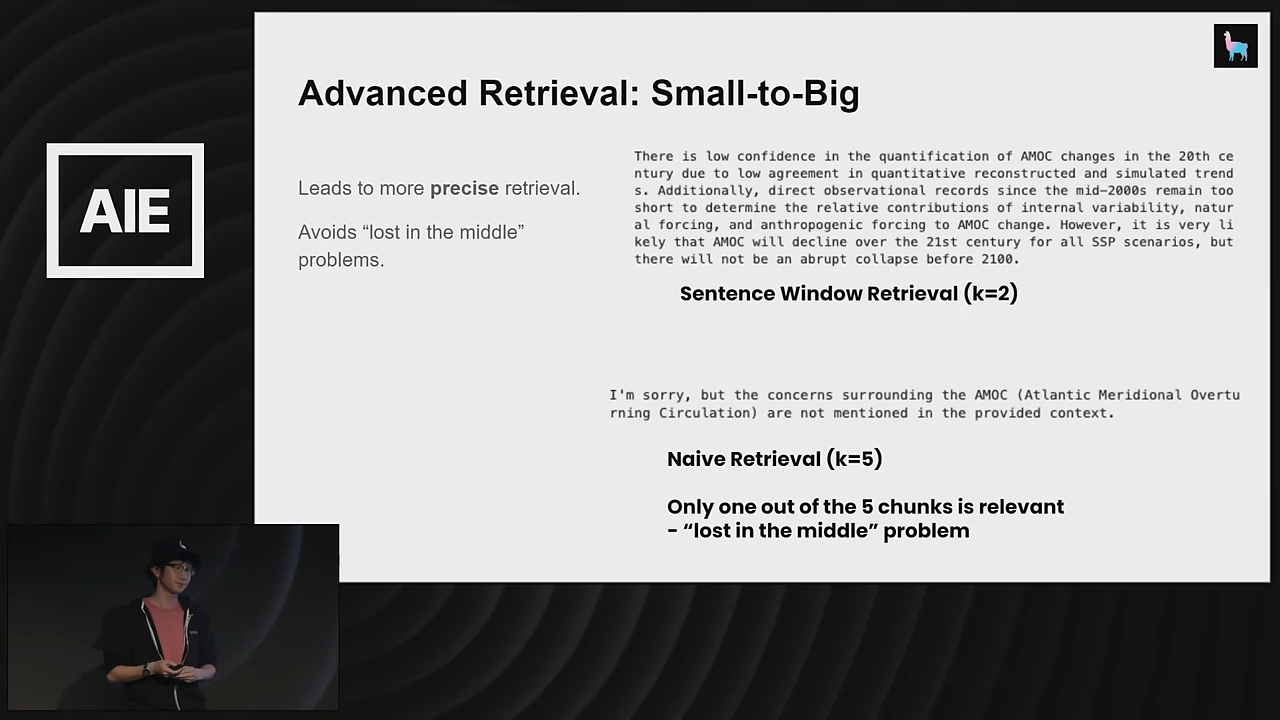 AIE
Advanced Retrieval: Small-to-Big
Leads to more precise retrieval.
Avoids “lost in the middle”
problems.
There is low confidence in the quantification of AMOC changes in the 20th ce
ntury due to low agreement in quantitative reconstructed and simulated trend
s. Additionally, direct observational records since the mid-2000s remain too
short to determine the relative contributions of internal variability, natur
al forcing, and anthropogenic forcing to AMOC change. However, it is very li
kely that AMOC will decline over the 21st century for all SSP scenarios, but
there will not be an abrupt collapse before 2100.
Sentence Window Retrieval (k=2)
I'm sorry, but the concerns surrounding the AMOC (Atlantic Meridional Overtu
rning Circulation) are not mentioned in the provided context.
Naive Retrieval (k=5)
Only one out of the 5 chunks is relevant
– “lost in the middle” problem